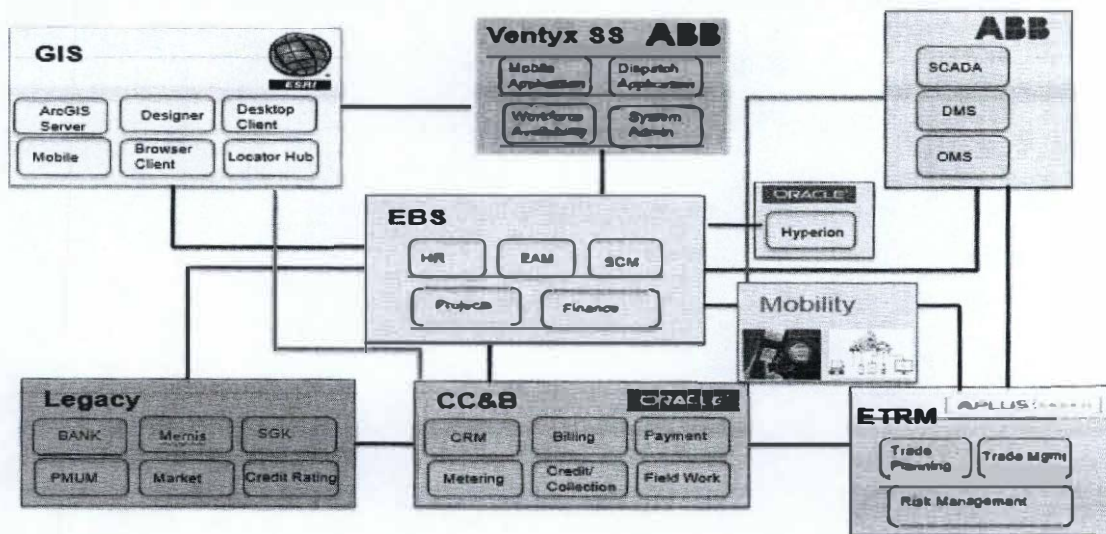 GIS
ESRI
ArcGIS
Server
Designer
Desktop
Client
Mobile
Browser
Client
Locator Hub
Ventyx SS ABB
Mobile
Application
Dispatch
Application
Workforce
Availability
System
Admin
ABB
SCADA
DMS
OMS
EBS
HR
EAM
SCM
Projects
Finance
ORACLE
Hyperion
Mobility
Legacy
BANK
Mernis
SGK
PMUM
Market
Credit Rating
CC&B
ORACLE
CRM
Billing
Payment
Metering
Credit/
Collection
Field Work
ETRM
APLUS
Trade
Planning
Trade Mgmt
Risk Management